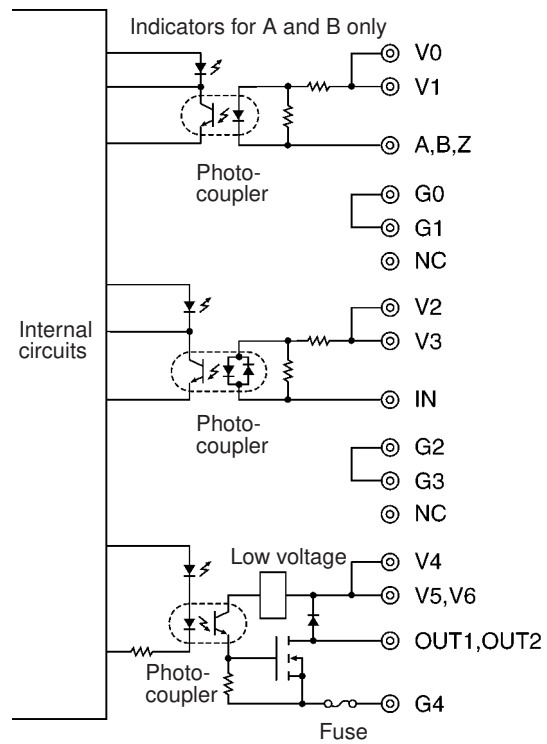 Indicators for A and B only
V0
V1
A,B,Z
Photo-
coupler
G0
G1
NC
Internal
circuits
V2
V3
IN
Photo-
coupler
G2
G3
NC
Low voltage
V4
V5,V6
OUT1,OUT2
Photo-
coupler
G4
Fuse